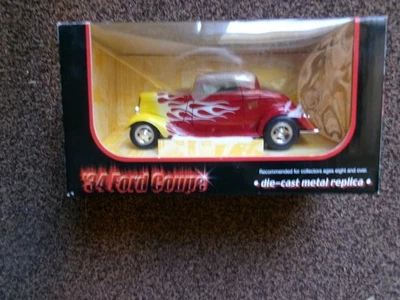 '34 Ford Coupe
Recommended for collectors ages eight and over.
• die-cast metal replica •